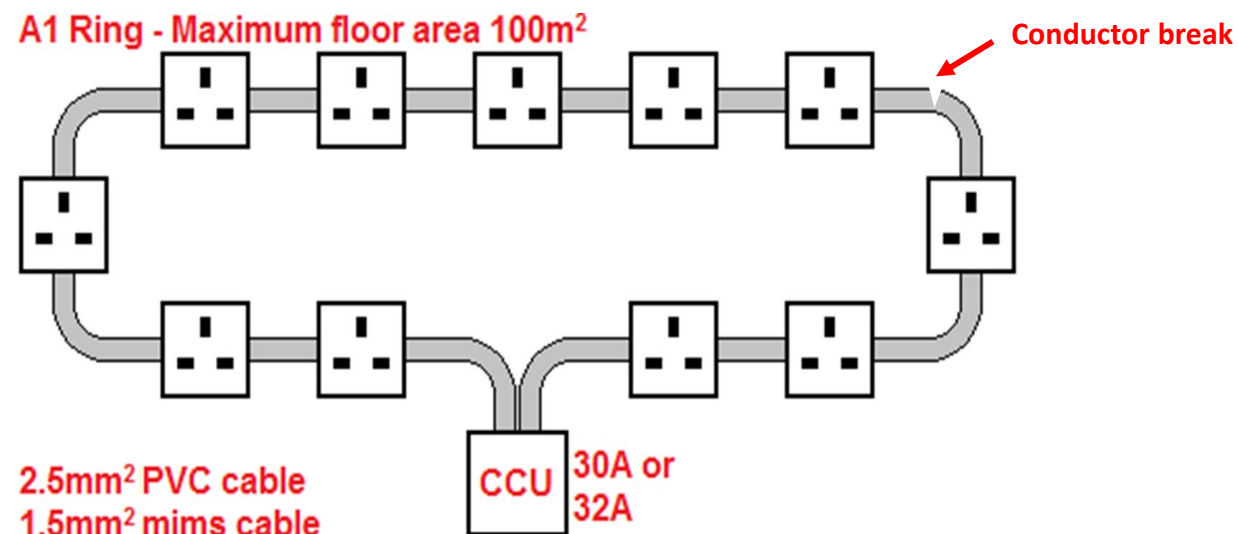 A1 Ring - Maximum floor area 100m²
Conductor break
CCU
30A or
32A
2.5mm² PVC cable
1.5mm² mims cable